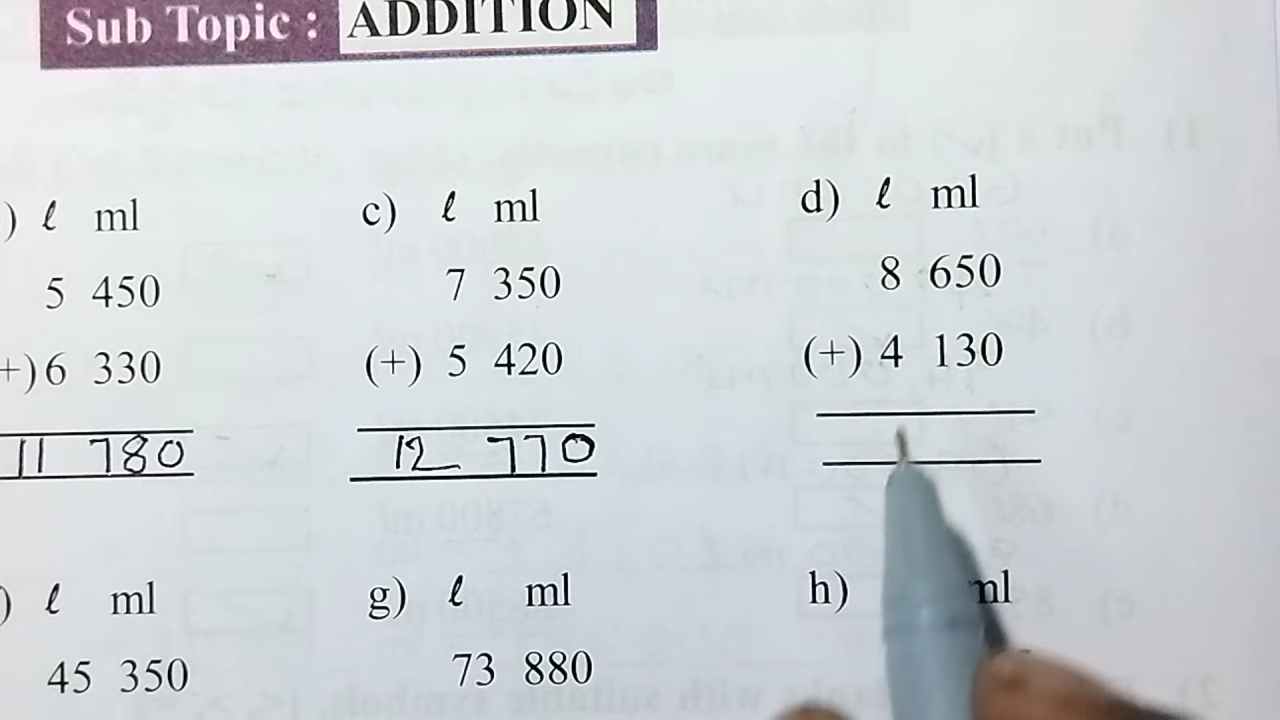 Sub Topic : ADDITION
) ℓ ml
5 450
+) 6 330
11 780
c) ℓ ml
7 350
(+) 5 420
12 770
d) ℓ ml
8 650
(+) 4 130
) ℓ ml
45 350
g) ℓ ml
73 880
h) ml